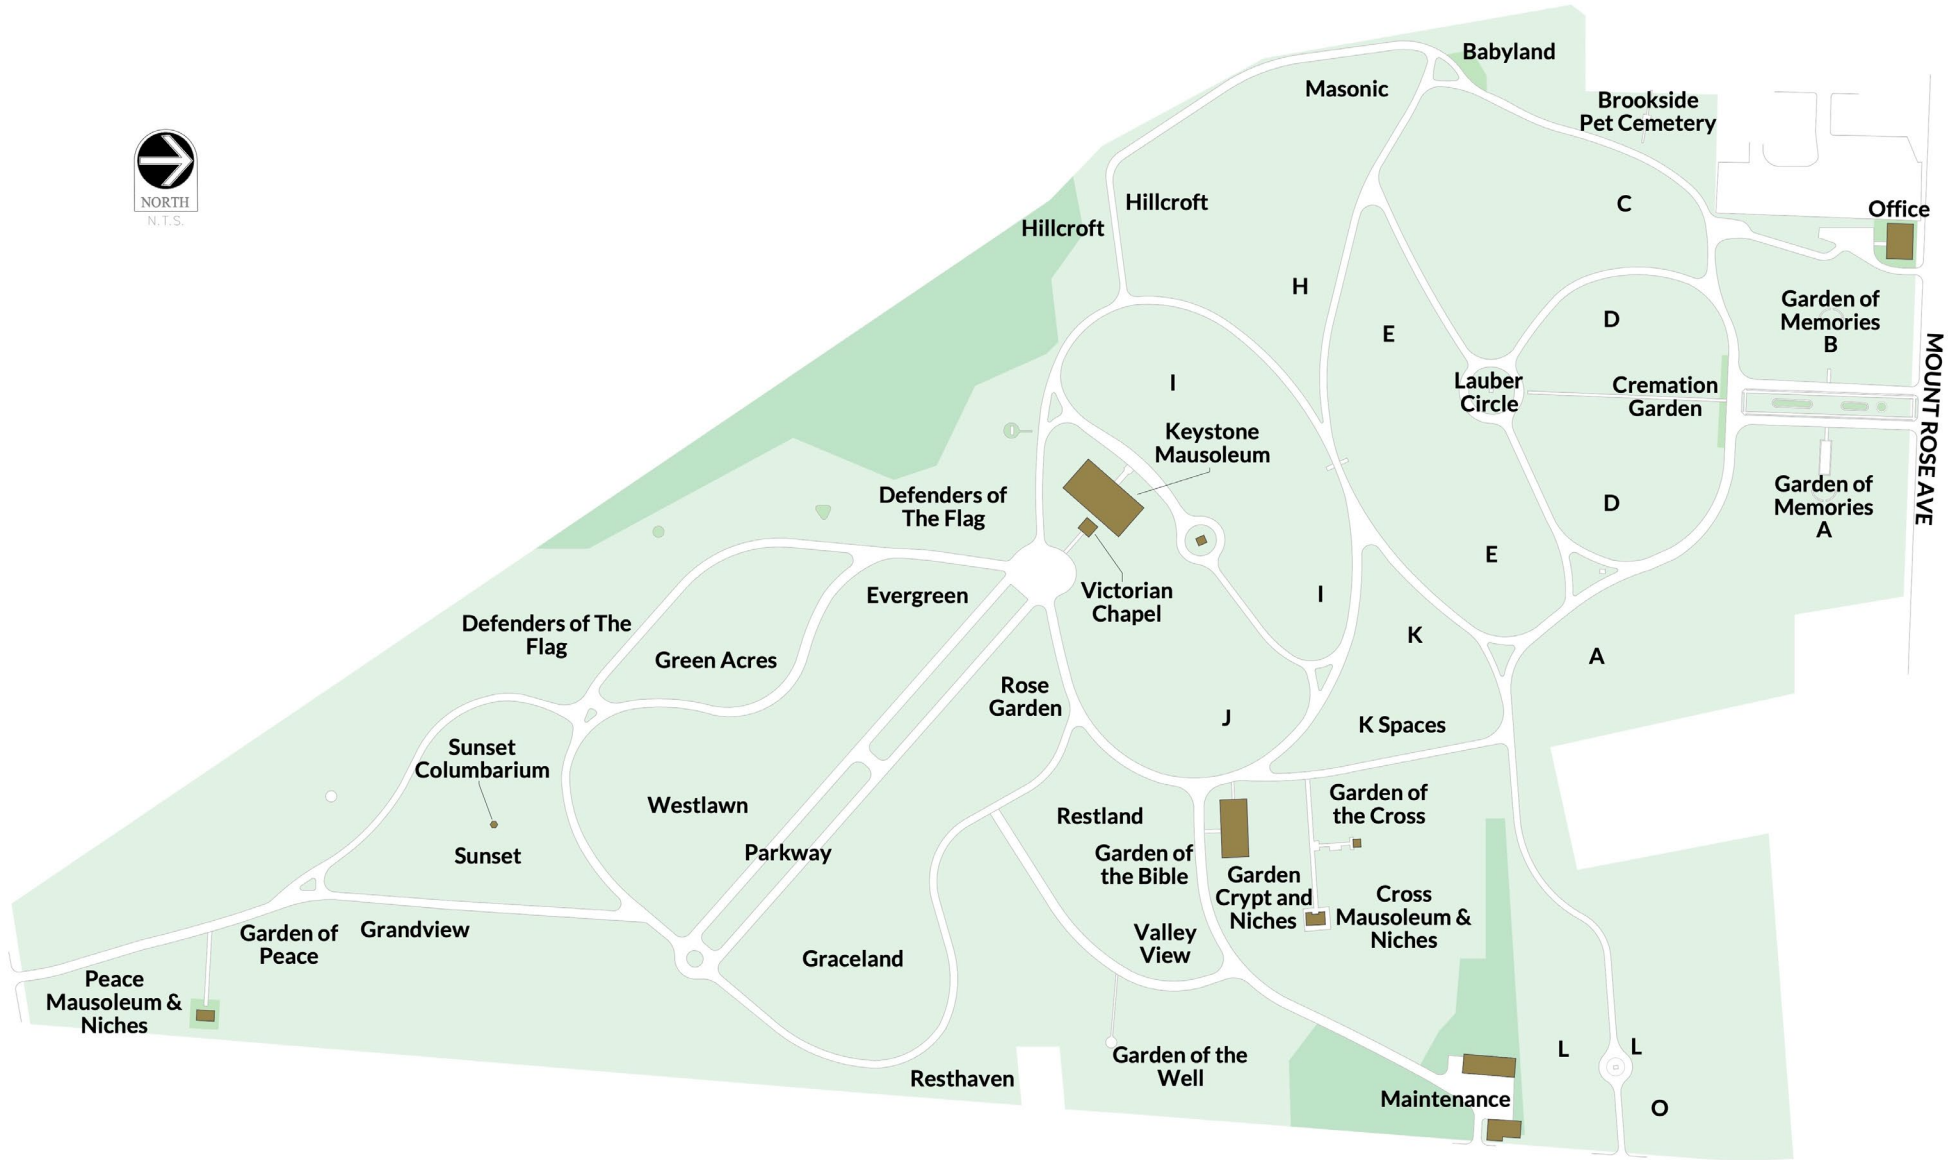 Babyland
Masonic
Brookside
Pet Cemetery
NORTH
N.T.S.
Hillcroft
Hillcroft
C
Office
H
E
D
Garden of
Memories
B
MOUNT ROSE AVE
I
Lauber
Circle
Cremation
Garden
Keystone
Mausoleum
Defenders of
The Flag
D
Garden of
Memories
A
E
Evergreen
Victorian
Chapel
I
Defenders of The
Flag
Green Acres
K
A
Rose
Garden
J
K Spaces
Sunset
Columbarium
Westlawn
Restland
Garden of
the Cross
Sunset
Parkway
Garden of
the Bible
Garden
Crypt and
Niches
Cross
Mausoleum &
Niches
Garden of
Peace
Grandview
Graceland
Valley
View
Peace
Mausoleum &
Niches
Resthaven
Garden of the
Well
Maintenance
L
L
O